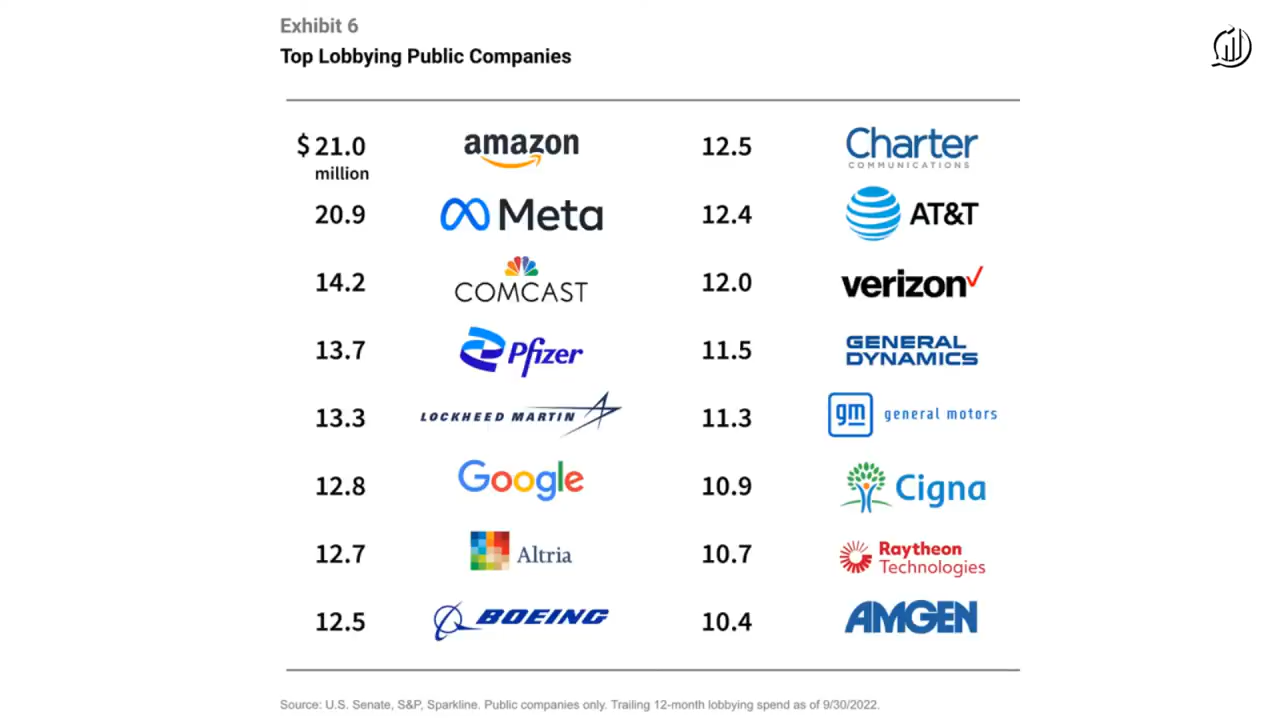 Exhibit 6
Top Lobbying Public Companies
$ 21.0 million
amazon
20.9
Meta
14.2
COMCAST
13.7
Pfizer
13.3
LOCKHEED MARTIN
12.8
Google
12.7
Altria
12.5
BOEING
12.5
Charter
COMMUNICATIONS
12.4
AT&T
12.0
verizon✓
11.5
GENERAL
DYNAMICS
11.3
gm general motors
10.9
Cigna
10.7
Raytheon
Technologies
10.4
AMGEN
Source: U.S. Senate, S&P, Sparkline. Public companies only. Trailing 12-month lobbying spend as of 9/30/2022.